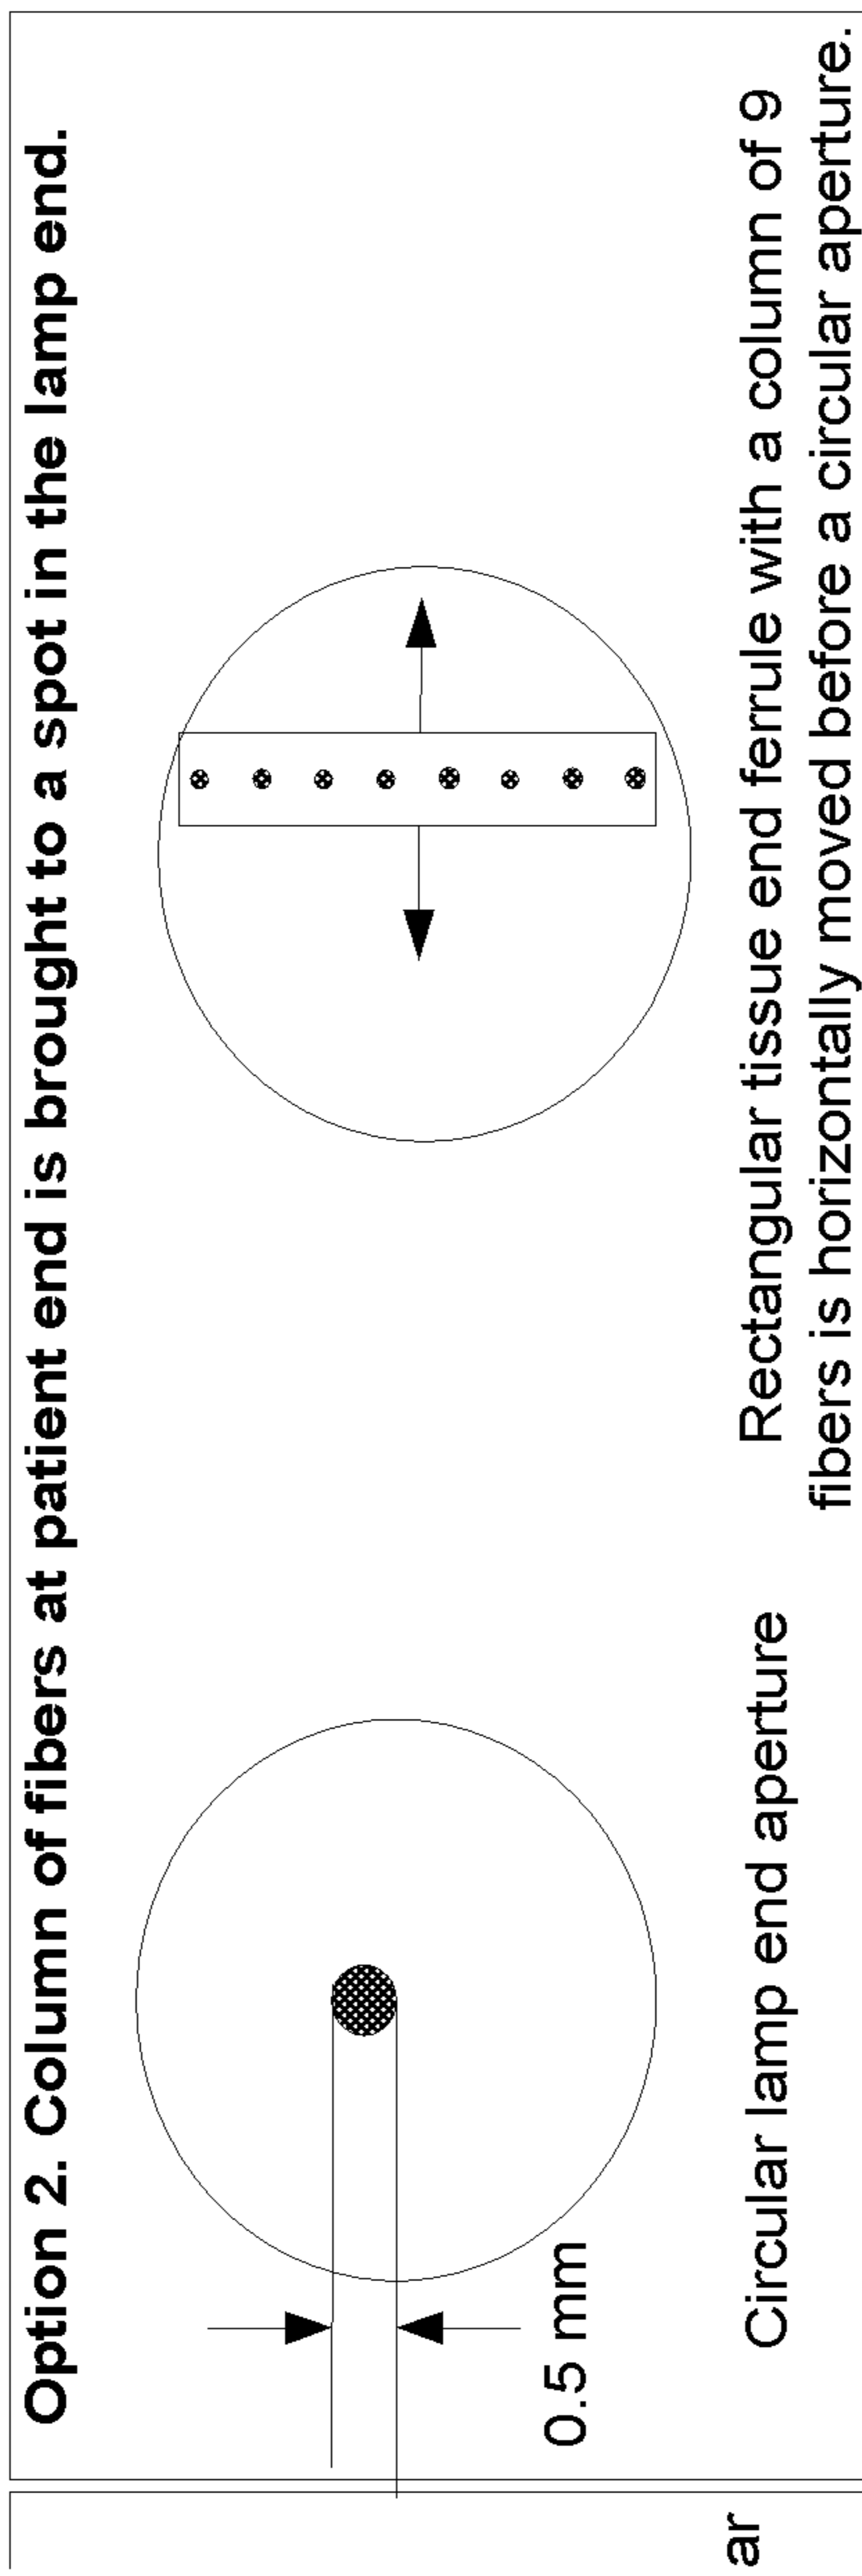 Option 2. Column of fibers at patient end is brought to a spot in the lamp end.
0.5 mm
Circular lamp end aperture
Rectangular tissue end ferrule with a column of 9
fibers is horizontally moved before a circular aperture.
ar